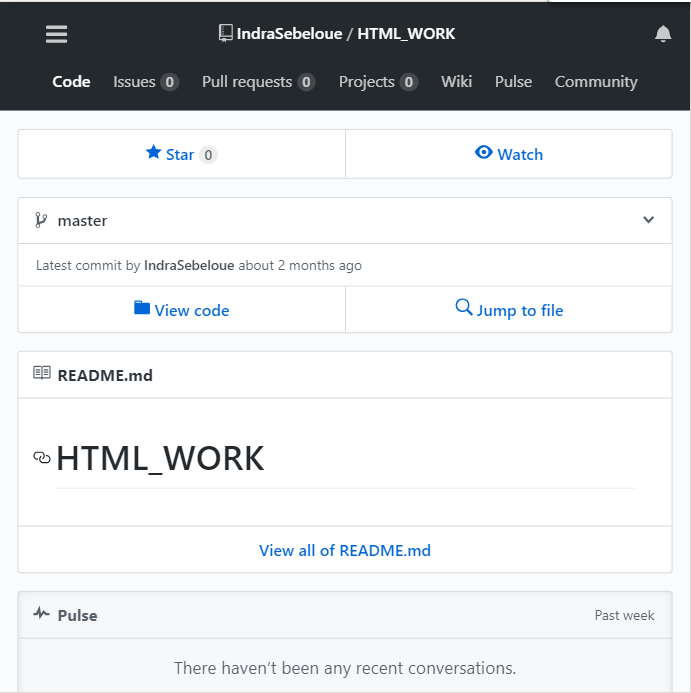 IndraSebeloue / HTML_WORK
Code Issues 0 Pull requests 0 Projects 0 Wiki Pulse Community
Star 0 Watch
master
Latest commit by IndraSebeloue about 2 months ago
View code Jump to file
README.md
HTML_WORK
View all of README.md
Pulse Past week
There haven’t been any recent conversations.